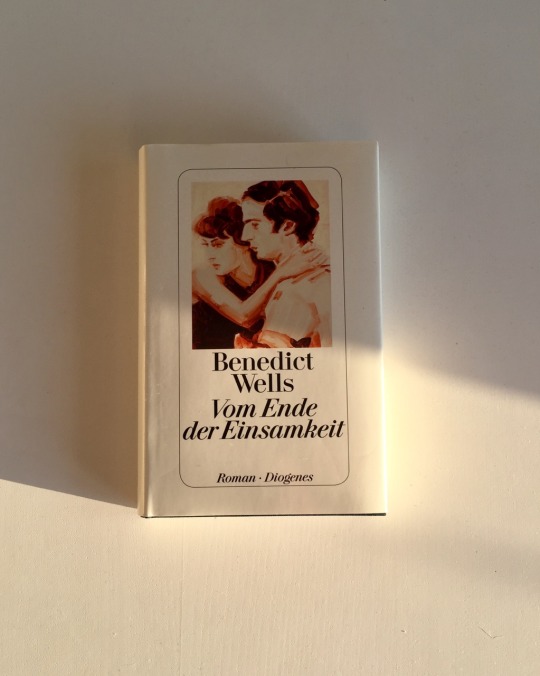 Benedict
Wells
Vom Ende
der Einsamkeit
Roman · Diogenes